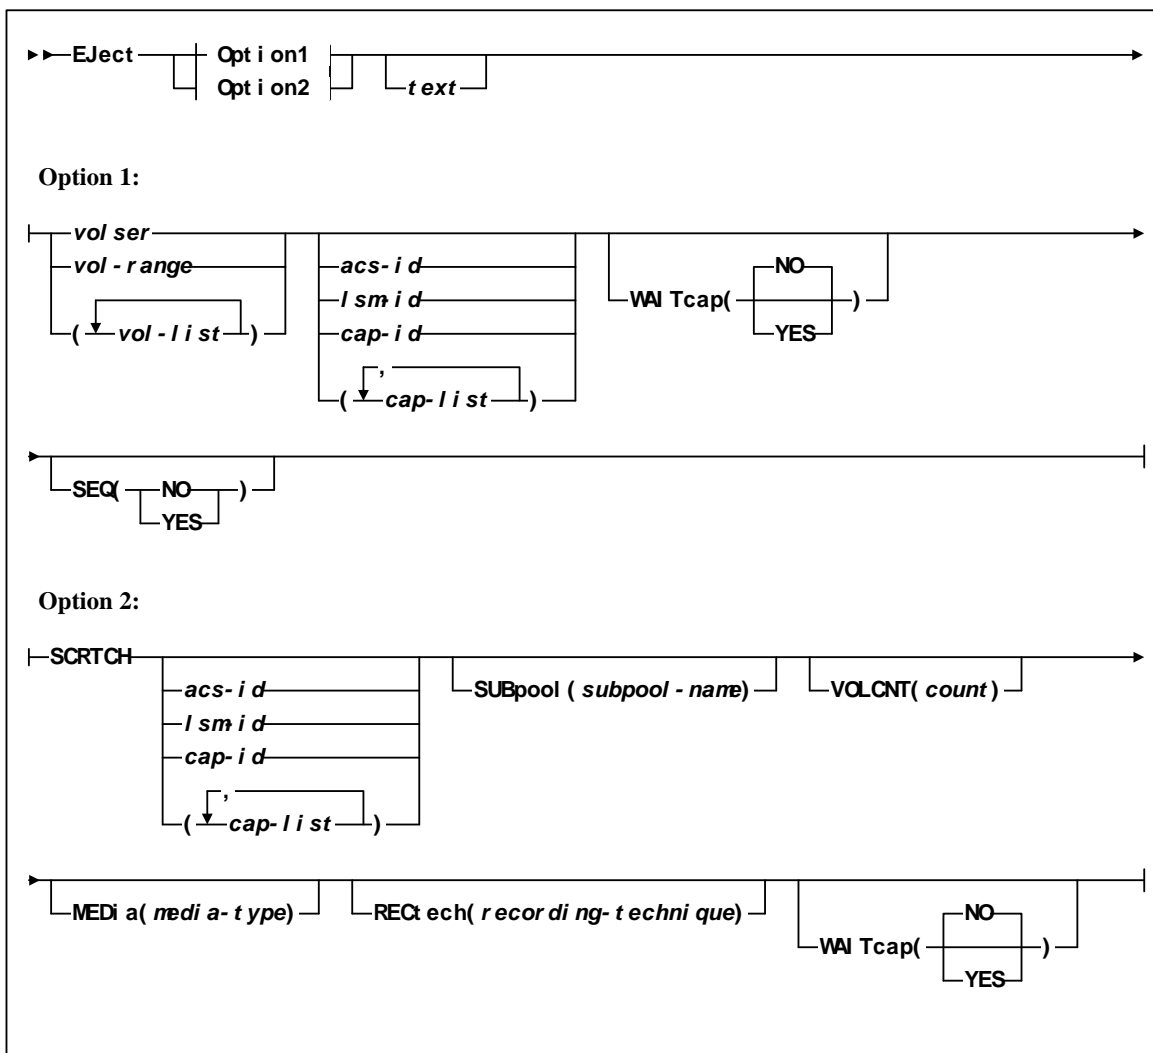 EJect Option1
Option2 text
Option 1:
volser
vol-range acs-id NO
lsm-id WAITcap( )
( vol-list ) cap-id YES
,
( cap-list )
SEQ( NO )
YES
Option 2:
SCRTCH
acs-id SUBpool(subpool-name) VOLCNT(count)
lsm-id
cap-id
,
( cap-list )
MEDia(media-type) RECtech(recording-technique) NO
WAITcap( )
YES